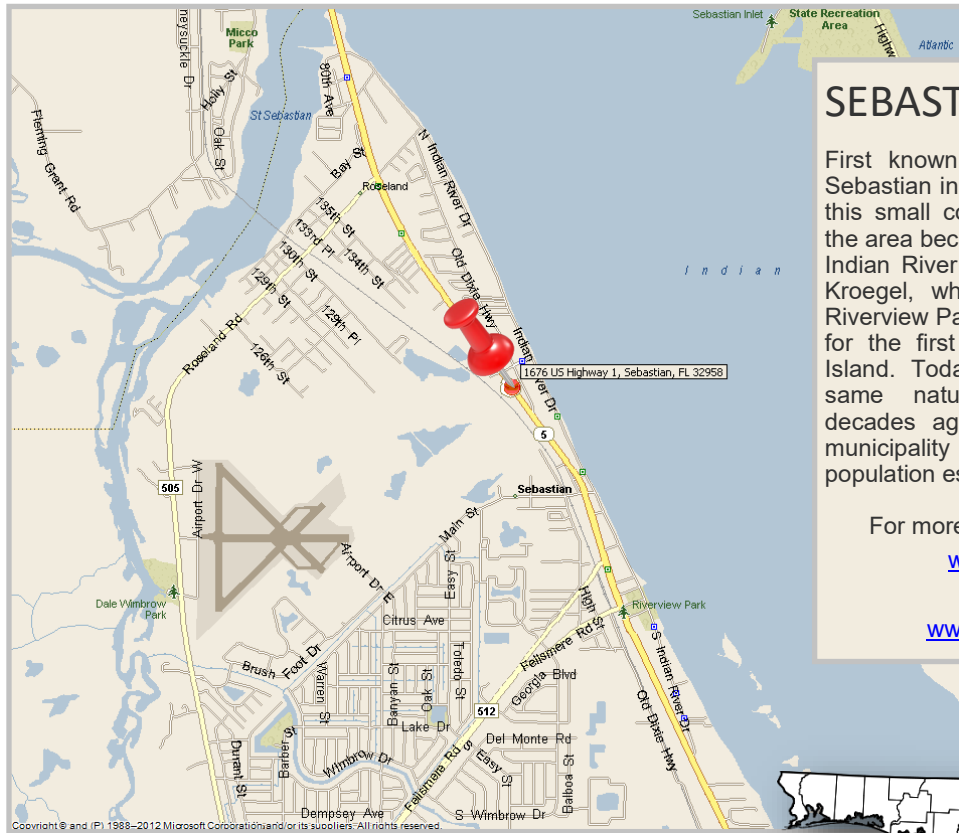 Sebastian Inlet
State Recreation
Area
Highw
Atlantic
neysuckle Dr
Micco
Park
Holly St
Oak St
80th Ave
St Sebastian
Fleming Grant Rd
Bay St
N Indian River Dr
Roseland
135th St
133rd Pl
134th St
130th St
129th St
129th Pl
126th St
Roseland Rd
Old Dixie Hwy
Indian River Dr
Indian
1676 US Highway 1, Sebastian, FL 32958
5
505
Airport Dr W
Sebastian
Main St
Airport Dr E
Easy St
Dale Wimbrow
Park
Citrus Ave
High St
Riverview Park
Fellsmere Rd
S Indian River Dr
Brush Foot Dr
Warren St
Banyan St
Oak St
Toledo St
Georgia Blvd
512
Lake Dr
Del Monte Rd
Old Dixie Hwy
Durant St
Barber St
Wimbrow Dr
Fellsmere Rd
S Easy St
Balboa St
Dempsey Ave
S Wimbrow Dr
Copyright © and (P) 1988–2012 Microsoft Corporation and/or its suppliers. All rights reserved.
SEBAST
First known
Sebastian in
this small co
the area bec
Indian River
Kroegel, wh
Riverview Pa
for the first
Island. Toda
same natu
decades ag
municipality
population es
For more
w
ww